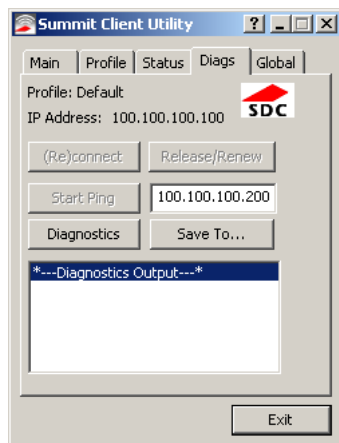 Summit Client Utility
Main Profile Status Diags Global
Profile: Default
IP Address: 100.100.100.100
SDC
(Re)connect Release/Renew
Start Ping 100.100.100.200
Diagnostics Save To...
*---Diagnostics Output---*
Exit